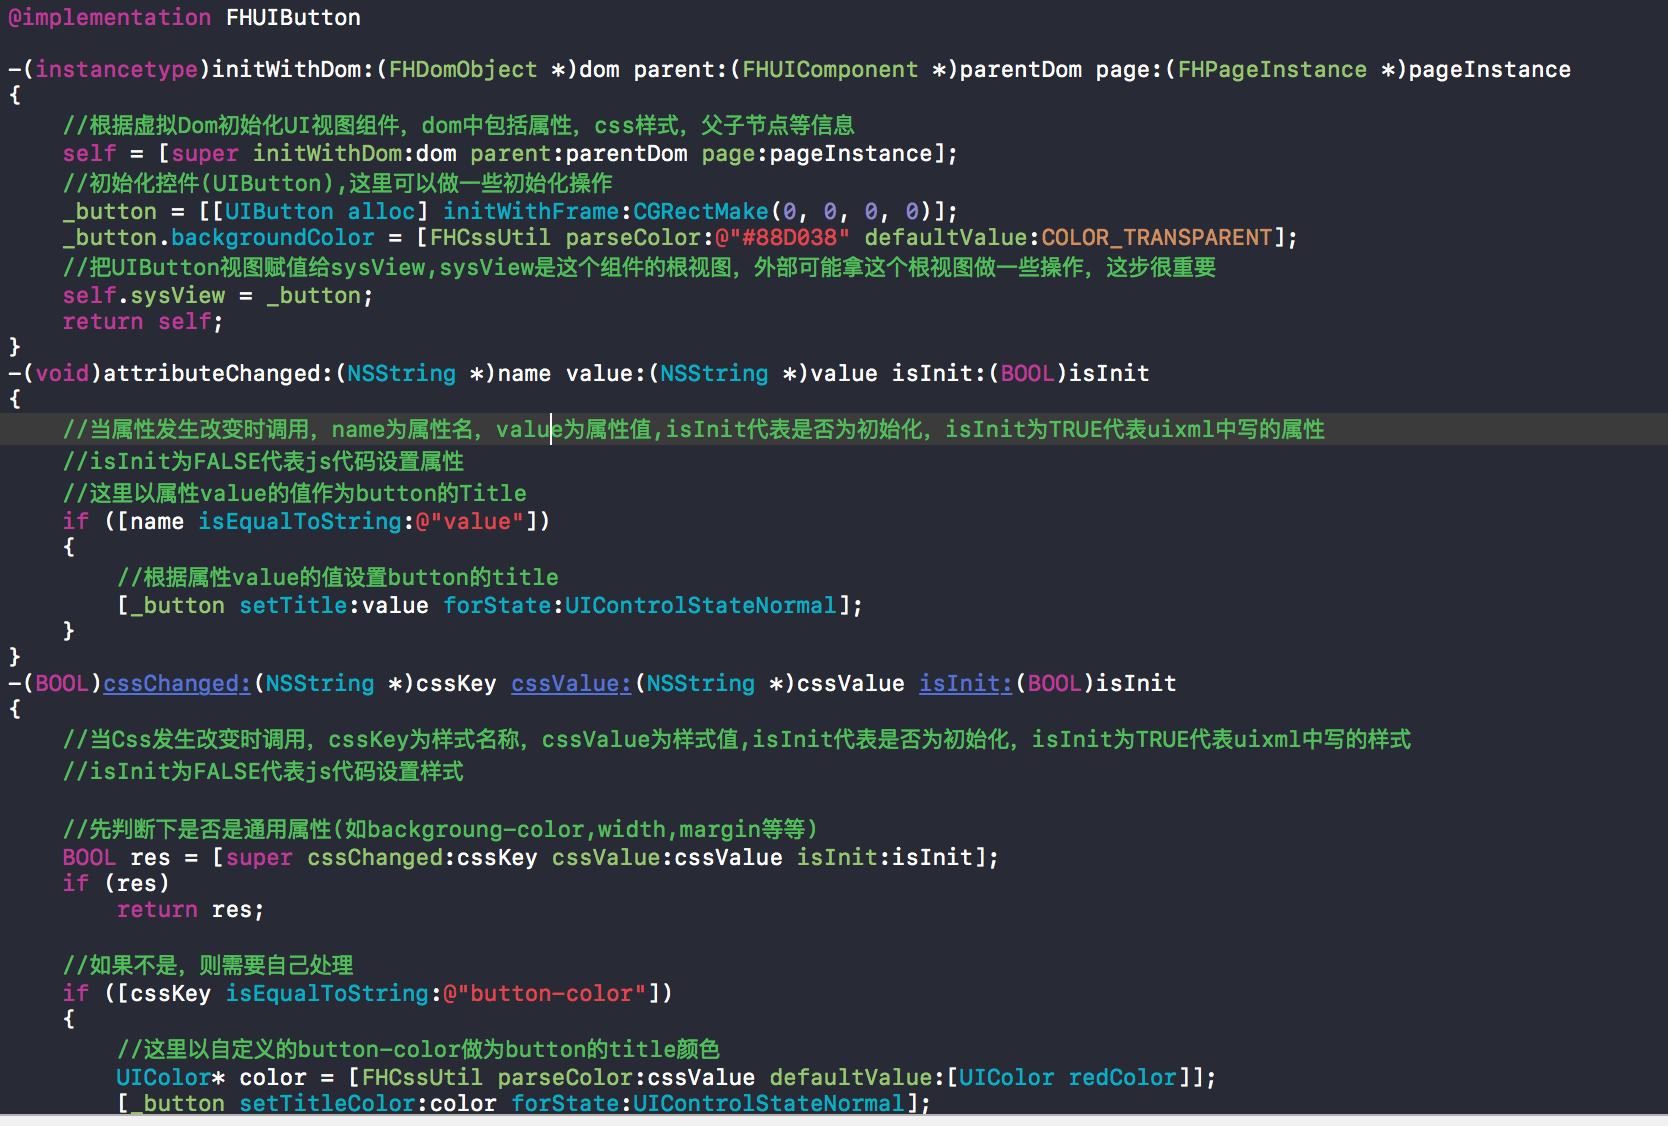 @implementation FHUIButton
-(instancetype)initWithDom:(FHDomObject *)dom parent:(FHUIComponent *)parentDom page:(FHPageInstance *)pageInstance
{
//根据虚拟Dom初始化UI视图组件，dom中包括属性，css样式，父子节点等信息
self = [super initWithDom:dom parent:parentDom page:pageInstance];
//初始化控件(UIButton),这里可以做一些初始化操作
_button = [[UIButton alloc] initWithFrame:CGRectMake(0, 0, 0, 0)];
_button.backgroundColor = [FHCssUtil parseColor:@"#88D038" defaultValue:COLOR_TRANSPARENT];
//把UIButton视图赋值给sysView,sysView是这个组件的根视图，外部可能拿这个根视图做一些操作，这步很重要
self.sysView = _button;
return self;
}
-(void)attributeChanged:(NSString *)name value:(NSString *)value isInit:(BOOL)isInit
{
//当属性发生改变时调用，name为属性名，value为属性值,isInit代表是否为初始化，isInit为TRUE代表uixml中写的属性
//isInit为FALSE代表js代码设置属性
//这里以属性value的值作为button的Title
if ([name isEqualToString:@"value"])
{
//根据属性value的值设置button的title
[_button setTitle:value forState:UIControlStateNormal];
}
}
-(BOOL)cssChanged:(NSString *)cssKey cssValue:(NSString *)cssValue isInit:(BOOL)isInit
{
//当Css发生改变时调用，cssKey为样式名称，cssValue为样式值,isInit代表是否为初始化，isInit为TRUE代表uixml中写的样式
//isInit为FALSE代表js代码设置样式
//先判断下是否是通用属性(如backgroung-color,width,margin等等)
BOOL res = [super cssChanged:cssKey cssValue:cssValue isInit:isInit];
if (res)
return res;
//如果不是，则需要自己处理
if ([cssKey isEqualToString:@"button-color"])
{
//这里以自定义的button-color做为button的title颜色
UIColor* color = [FHCssUtil parseColor:cssValue defaultValue:[UIColor redColor]];
[_button setTitleColor:color forState:UIControlStateNormal];